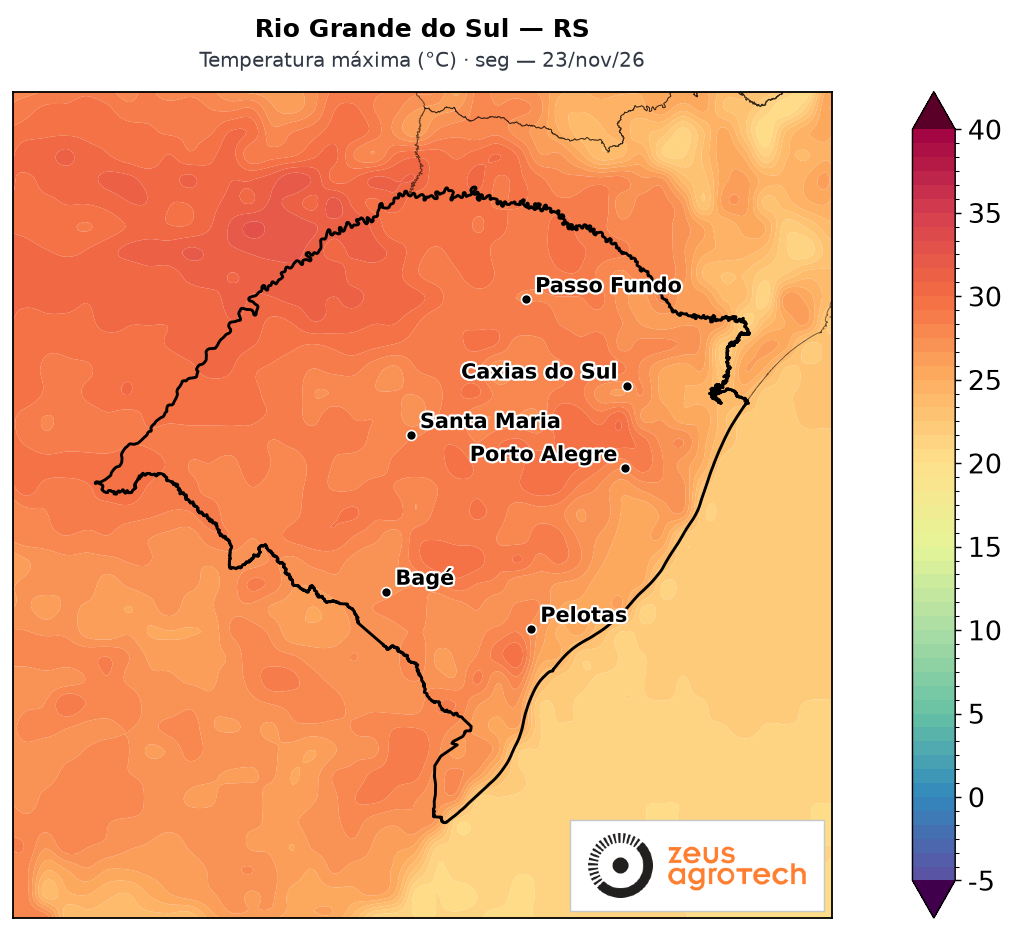 Rio Grande do Sul — RS
Temperatura máxima (°C) · seg — 23/nov/26
40
35
30
25
20
15
10
5
0
-5
Passo Fundo
Caxias do Sul
Santa Maria
Porto Alegre
Bagé
Pelotas
zeus
agrotech